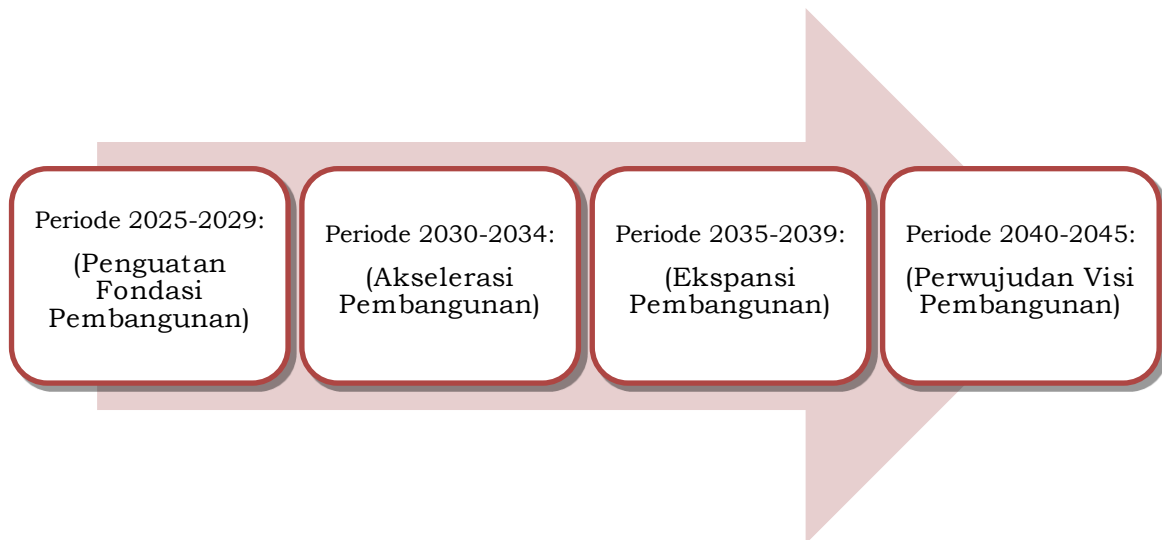 Periode 2025-2029:
(Penguatan
Fondasi
Pembangunan)
Periode 2030-2034:
(Akselerasi
Pembangunan)
Periode 2035-2039:
(Ekspansi
Pembangunan)
Periode 2040-2045:
(Perwujudan Visi
Pembangunan)